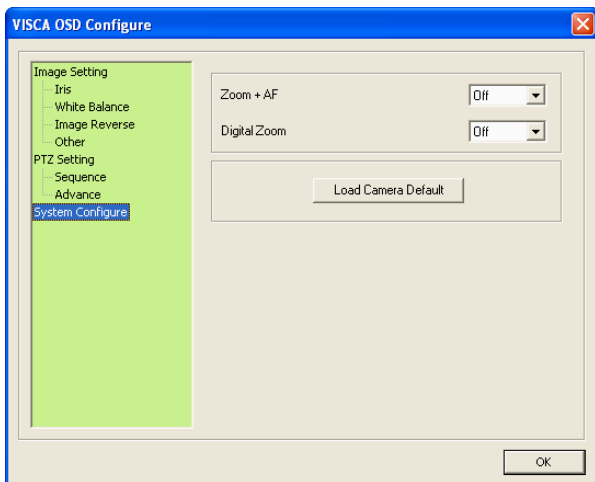 VISCA OSD Configure
Image Setting
Iris
White Balance
Image Reverse
Other
PTZ Setting
Sequence
Advance
System Configure
Zoom + AF
Off
Digital Zoom
Off
Load Camera Default
OK